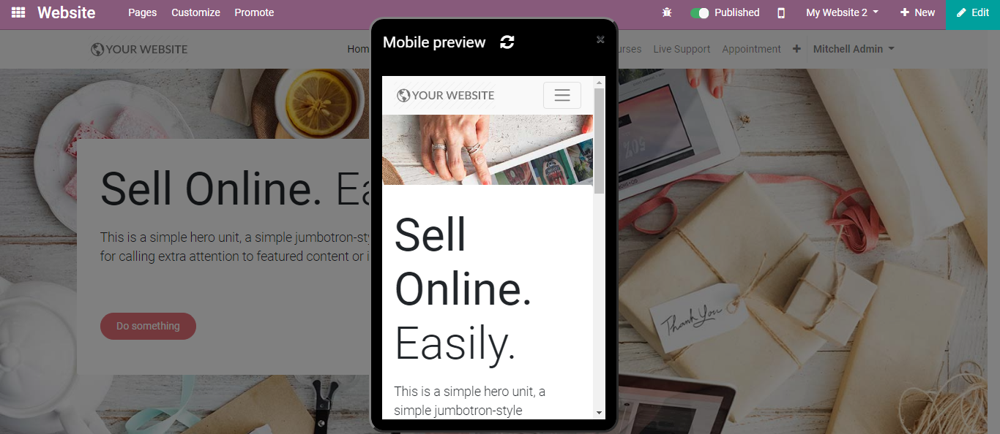 Website
Pages
Customize
Promote
Published
My Website 2
New
Edit
Mobile preview
×
YOUR WEBSITE
Hom
urses
Live Support
Appointment
Mitchell Admin
YOUR WEBSITE
50%
Sell Online. Ea
This is a simple hero unit, a simple jumbotron-sty
for calling extra attention to featured content or i
Do something
Sell
Online.
Easily.
This is a simple hero unit, a
simple jumbotron-style
Thank You